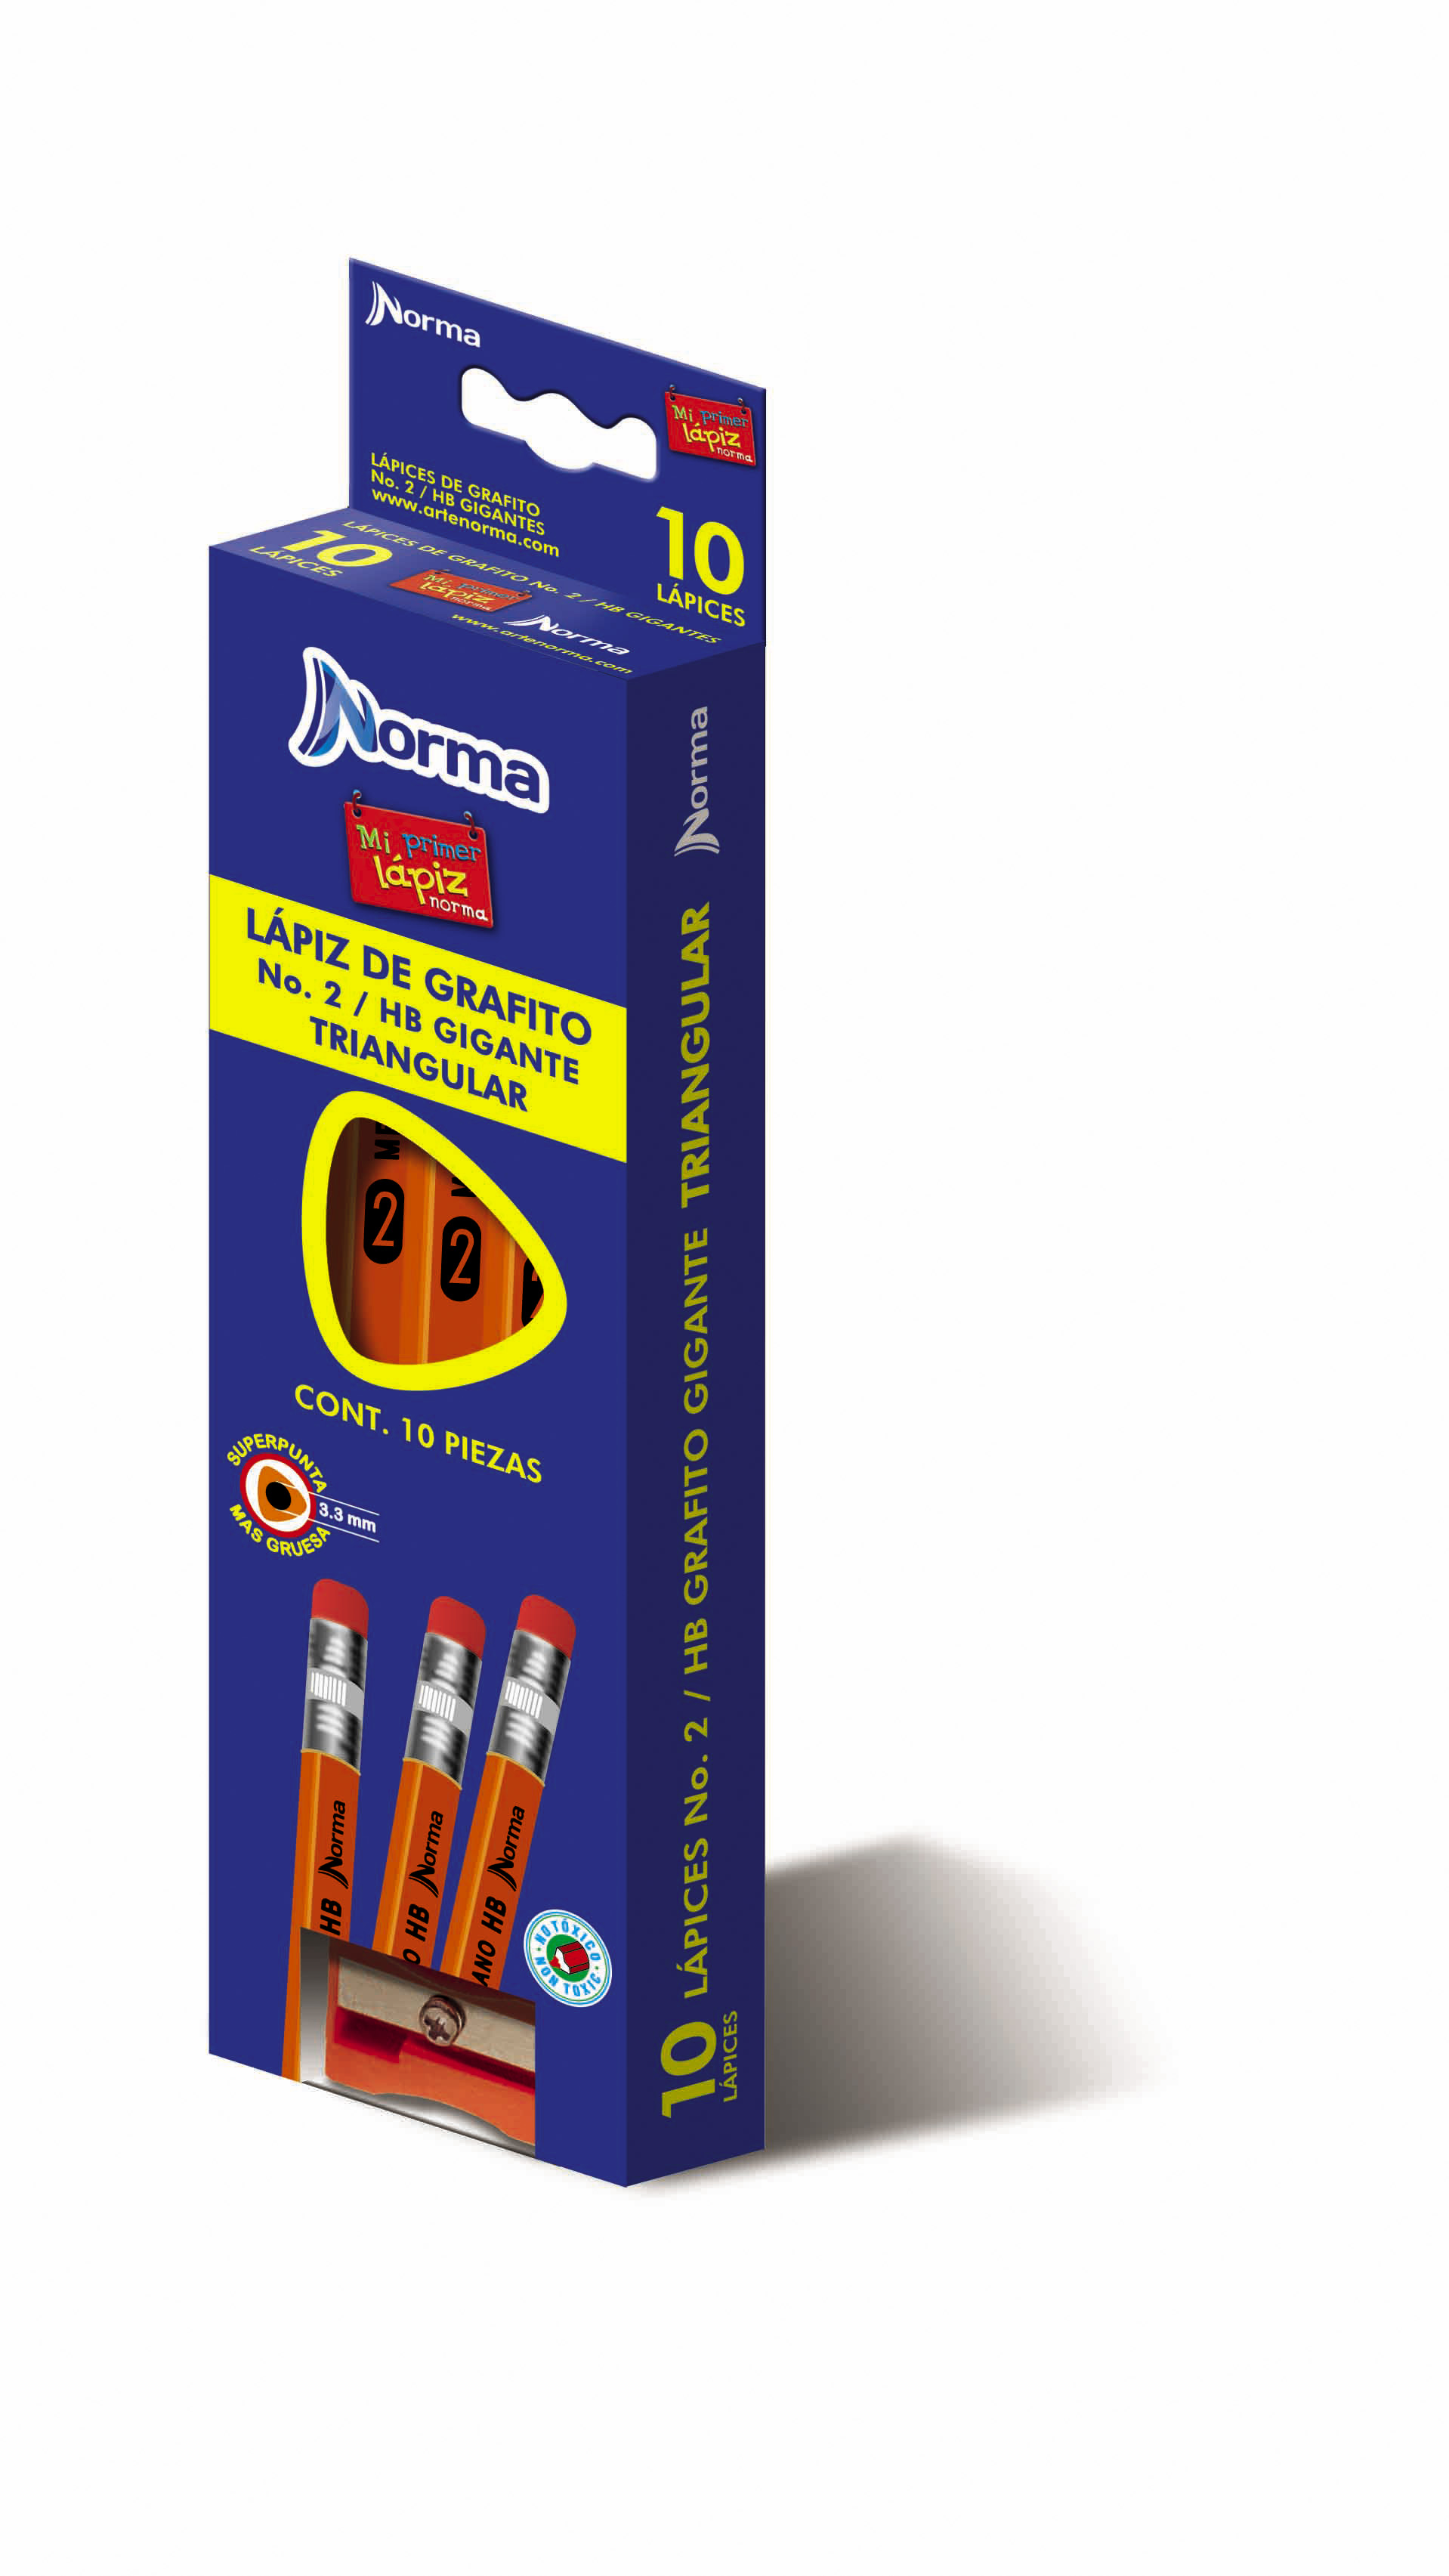 Norma
Mi primer
lápiz
norma
LÁPICES DE GRAFITO
No. 2 / HB GIGANTES
www.artenorma.com
10
LÁPICES
LÁPICES DE GRAFITO No. 2 / HB GIGANTES
10
LÁPICES
Mi primer
lápiz
norma
Norma
www.artenorma.com
Norma
Mi primer
lápiz
norma
LÁPIZ DE GRAFITO
No. 2 / HB GIGANTE
TRIANGULAR
2
2
CONT. 10 PIEZAS
SUPERPUNTA
3.3 mm
MAS GRUESA
HB Norma
HB Norma
HB Norma
NO TÓXICO
NON TOXIC
10 LÁPICES No. 2 / HB GRAFITO GIGANTE TRIANGULAR Norma
LÁPICES